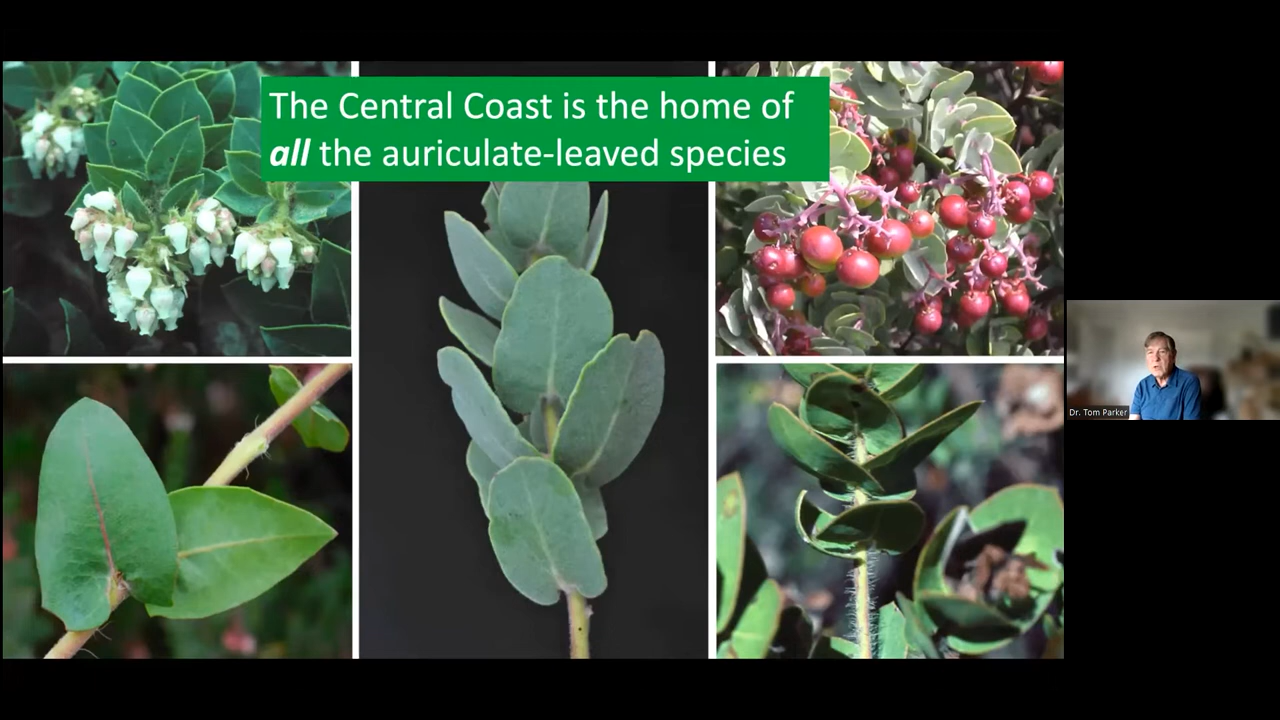 The Central Coast is the home of
all the auriculate-leaved species
Dr. Tom Parker